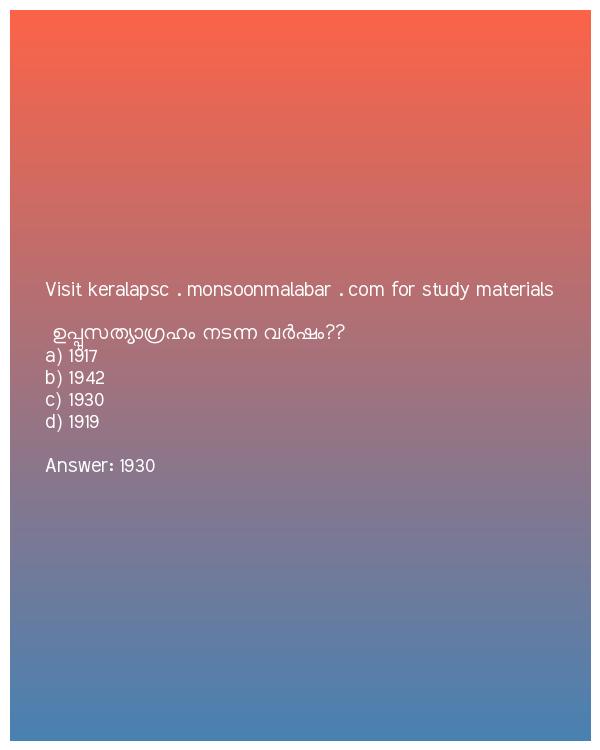 Visit keralapsc . monsoonmalabar . com for study materials
ഉപ്പുസത്യാഗ്രഹം നടന്ന വർഷം??
a) 1917
b) 1942
c) 1930
d) 1919
Answer: 1930